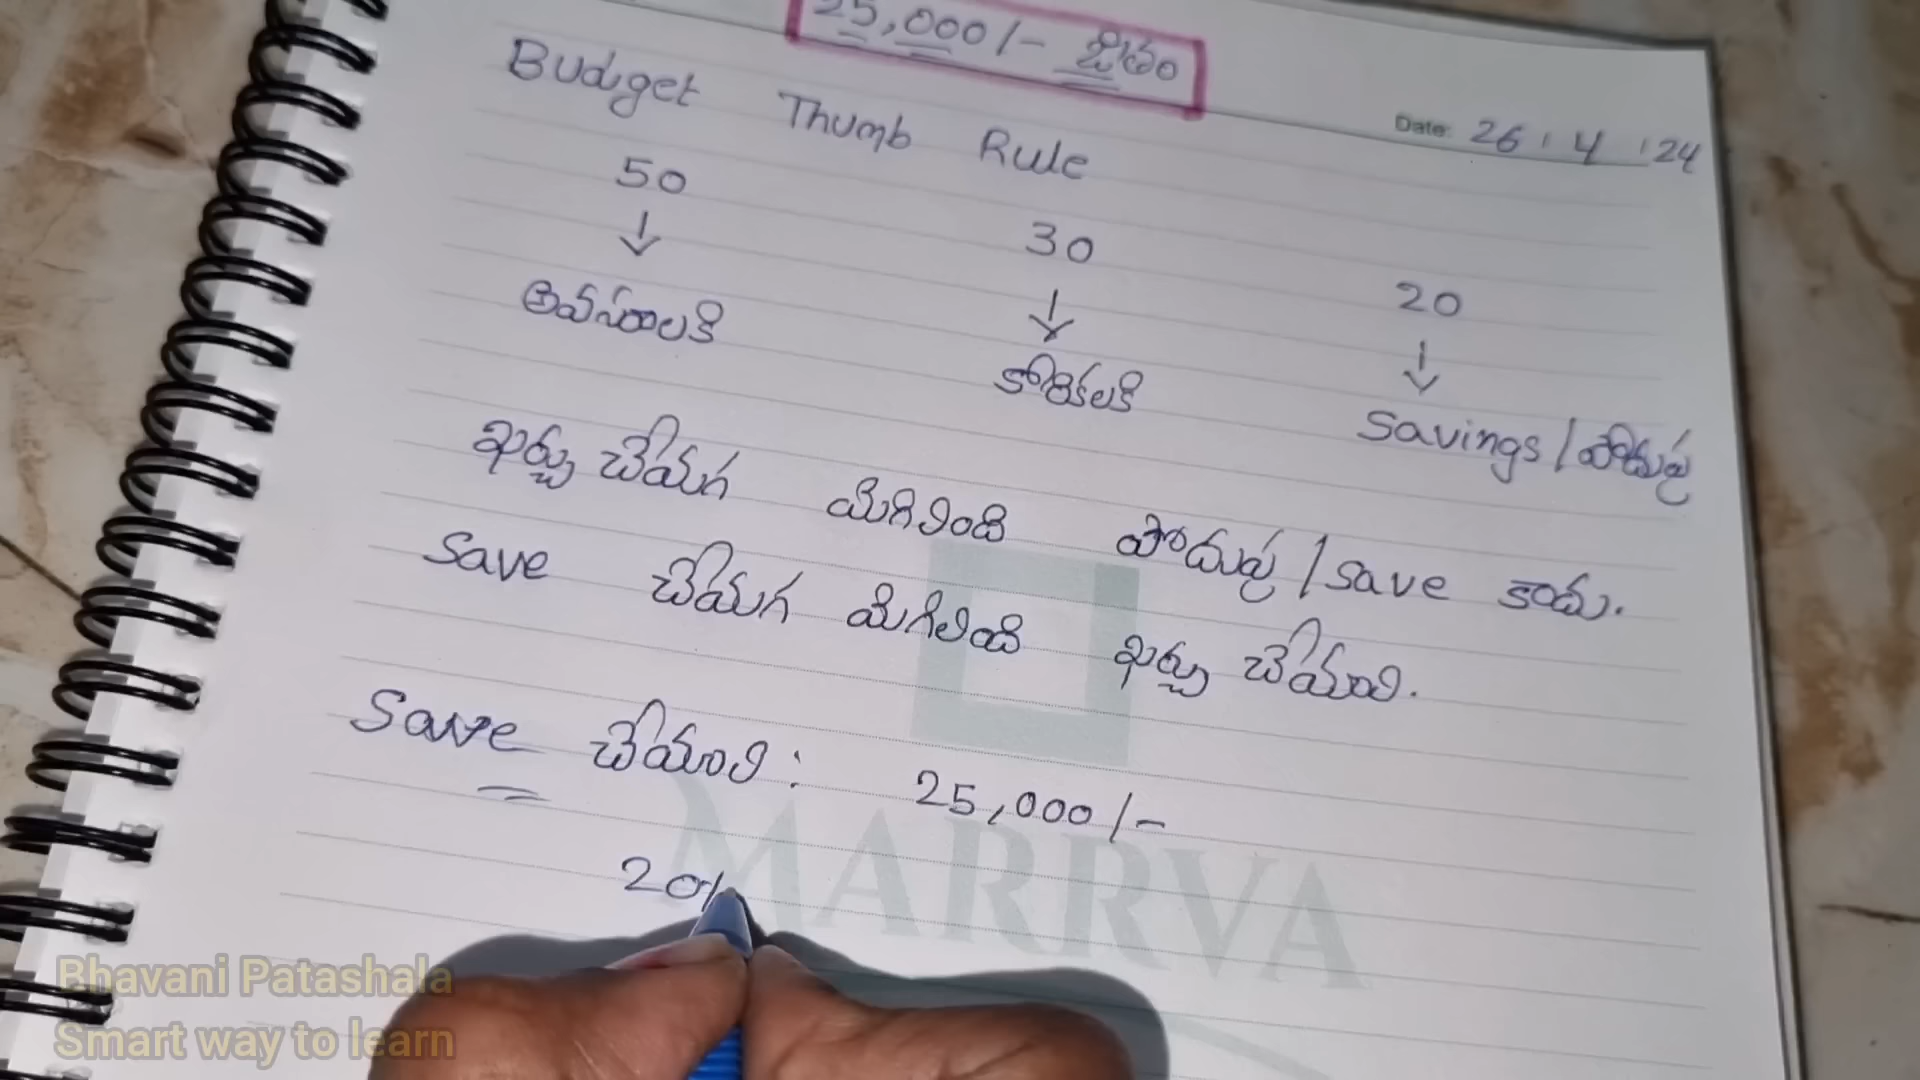 25,000/- జీతం
Budget Thumb Rule
Date: 26 / 4 / 24
50 30 20
అవసరాలకి కోరికలకి Savings / పొదుపు
ఖర్చు చేయగ మిగిలింది పొదుపు / save కాదు.
Save చేయగ మిగిలింది ఖర్చు చేయాలి.
Save చేయాలి : 25,000/-
20%
MARRVA
Bhavani Patashala
Smart way to learn